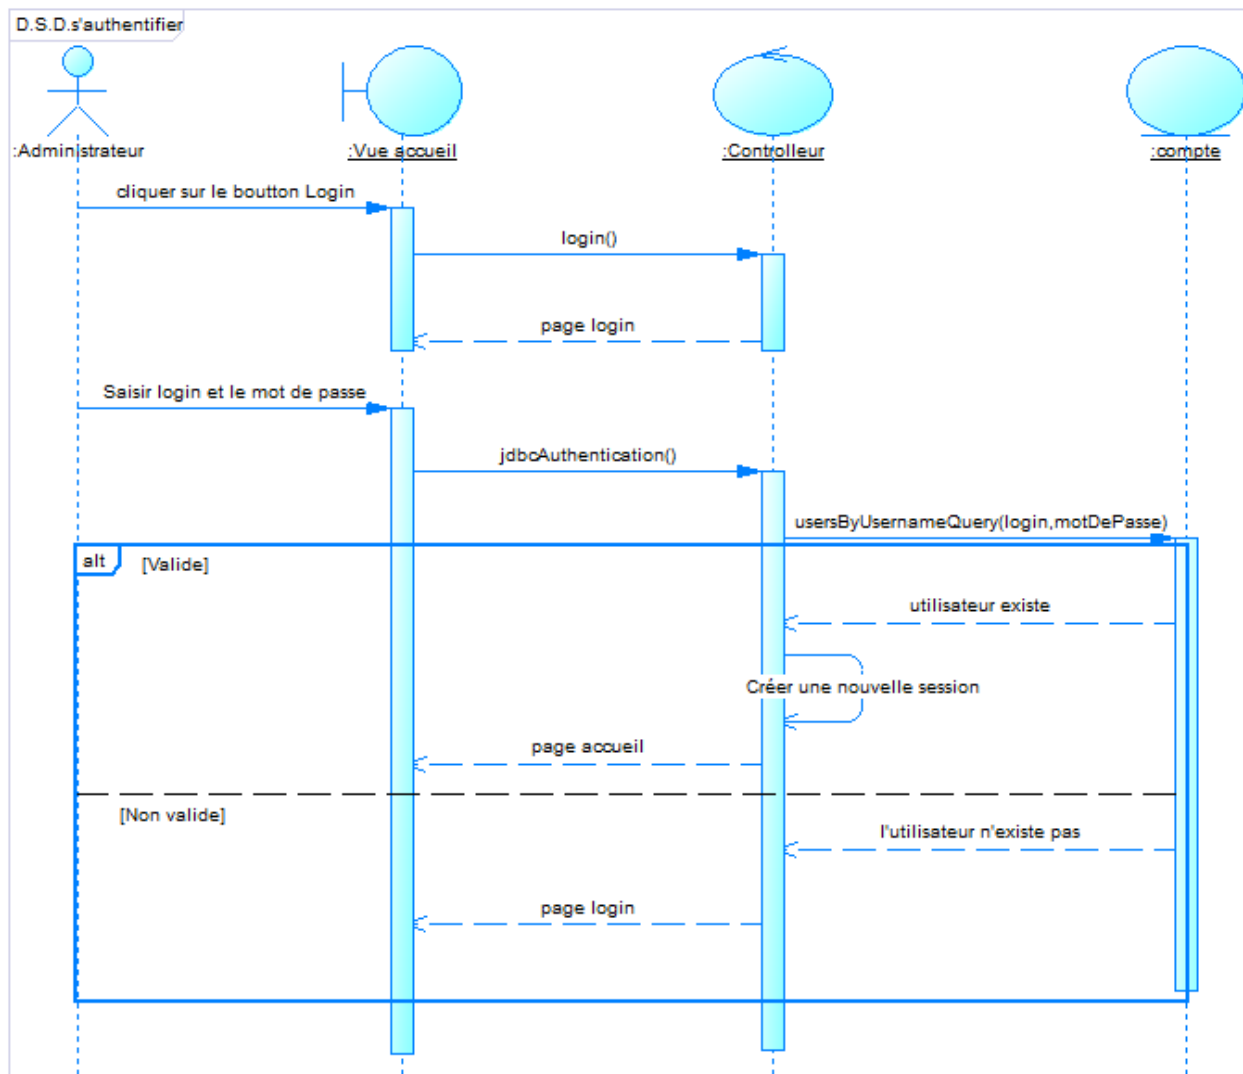 D.S.D.s'authentifier
:Administrateur
:Vue accueil
:Controlleur
:compte
cliquer sur le boutton Login
login()
page login
Saisir login et le mot de passe
jdbcAuthentication()
usersByUsernameQuery(login,motDePasse)
alt
[Valide]
utilisateur existe
Créer une nouvelle session
page accueil
[Non valide]
l'utilisateur n'existe pas
page login